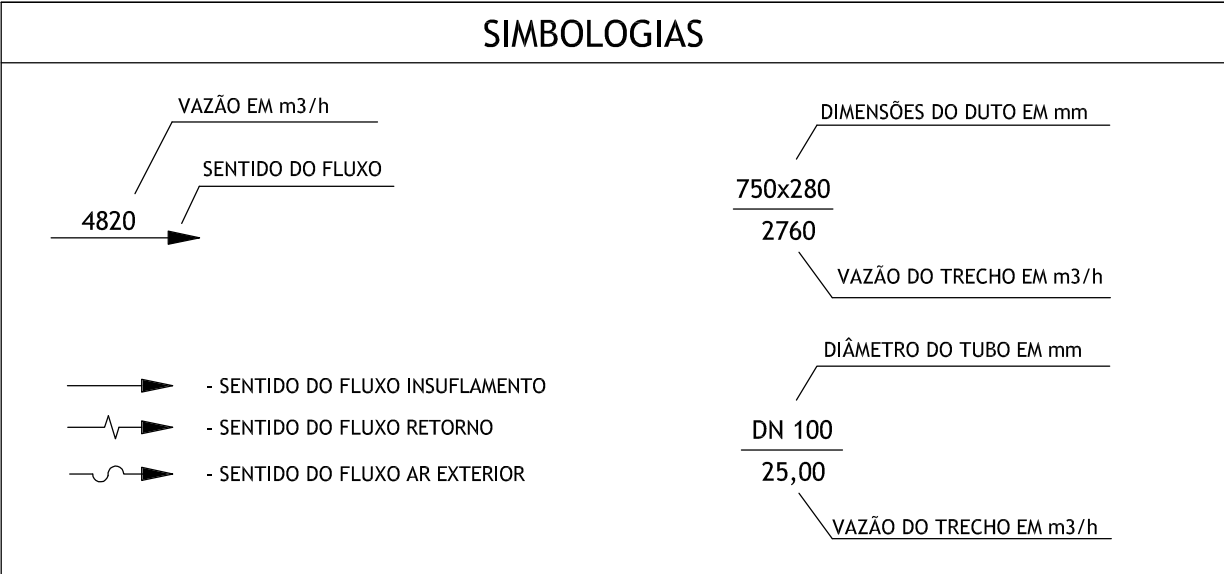 SIMBOLOGIAS
VAZÃO EM m3/h
SENTIDO DO FLUXO
4820
- SENTIDO DO FLUXO INSUFLAMENTO
- SENTIDO DO FLUXO RETORNO
- SENTIDO DO FLUXO AR EXTERIOR
DIMENSÕES DO DUTO EM mm
750x280
2760
VAZÃO DO TRECHO EM m3/h
DIÂMETRO DO TUBO EM mm
DN 100
25,00
VAZÃO DO TRECHO EM m3/h